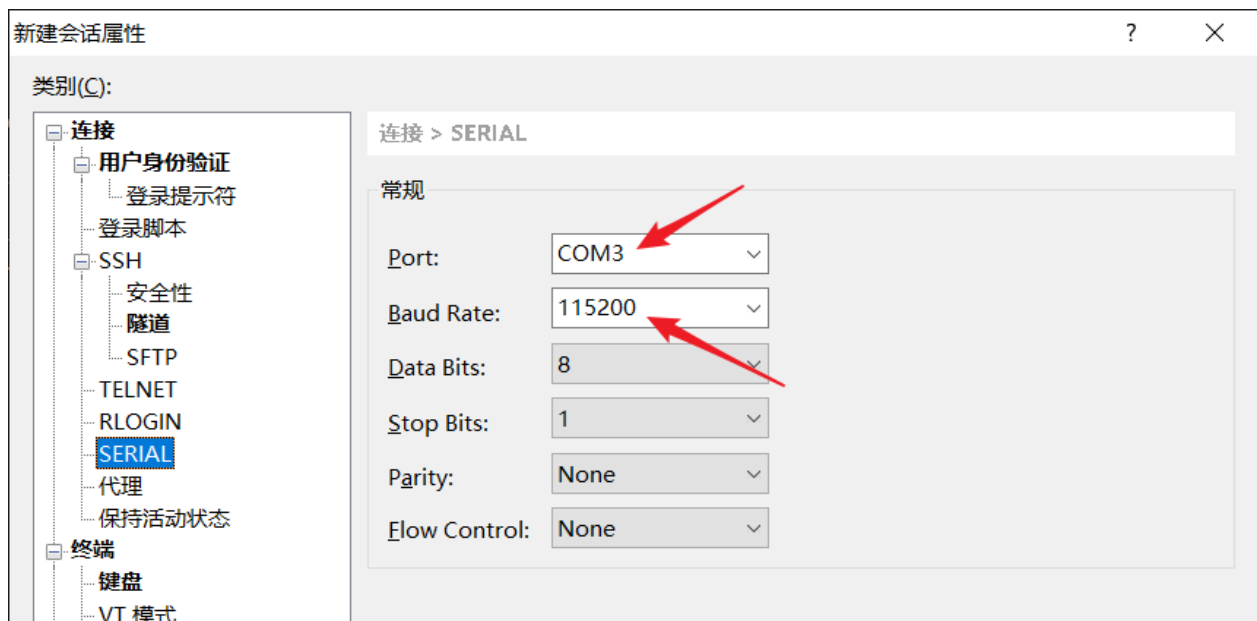 新建会话属性
?
类别(C):
连接
用户身份验证
登录提示符
登录脚本
SSH
安全性
隧道
SFTP
TELNET
RLOGIN
SERIAL
代理
保持活动状态
终端
键盘
VT 模式
连接 > SERIAL
常规
Port: COM3
Baud Rate: 115200
Data Bits: 8
Stop Bits: 1
Parity: None
Flow Control: None